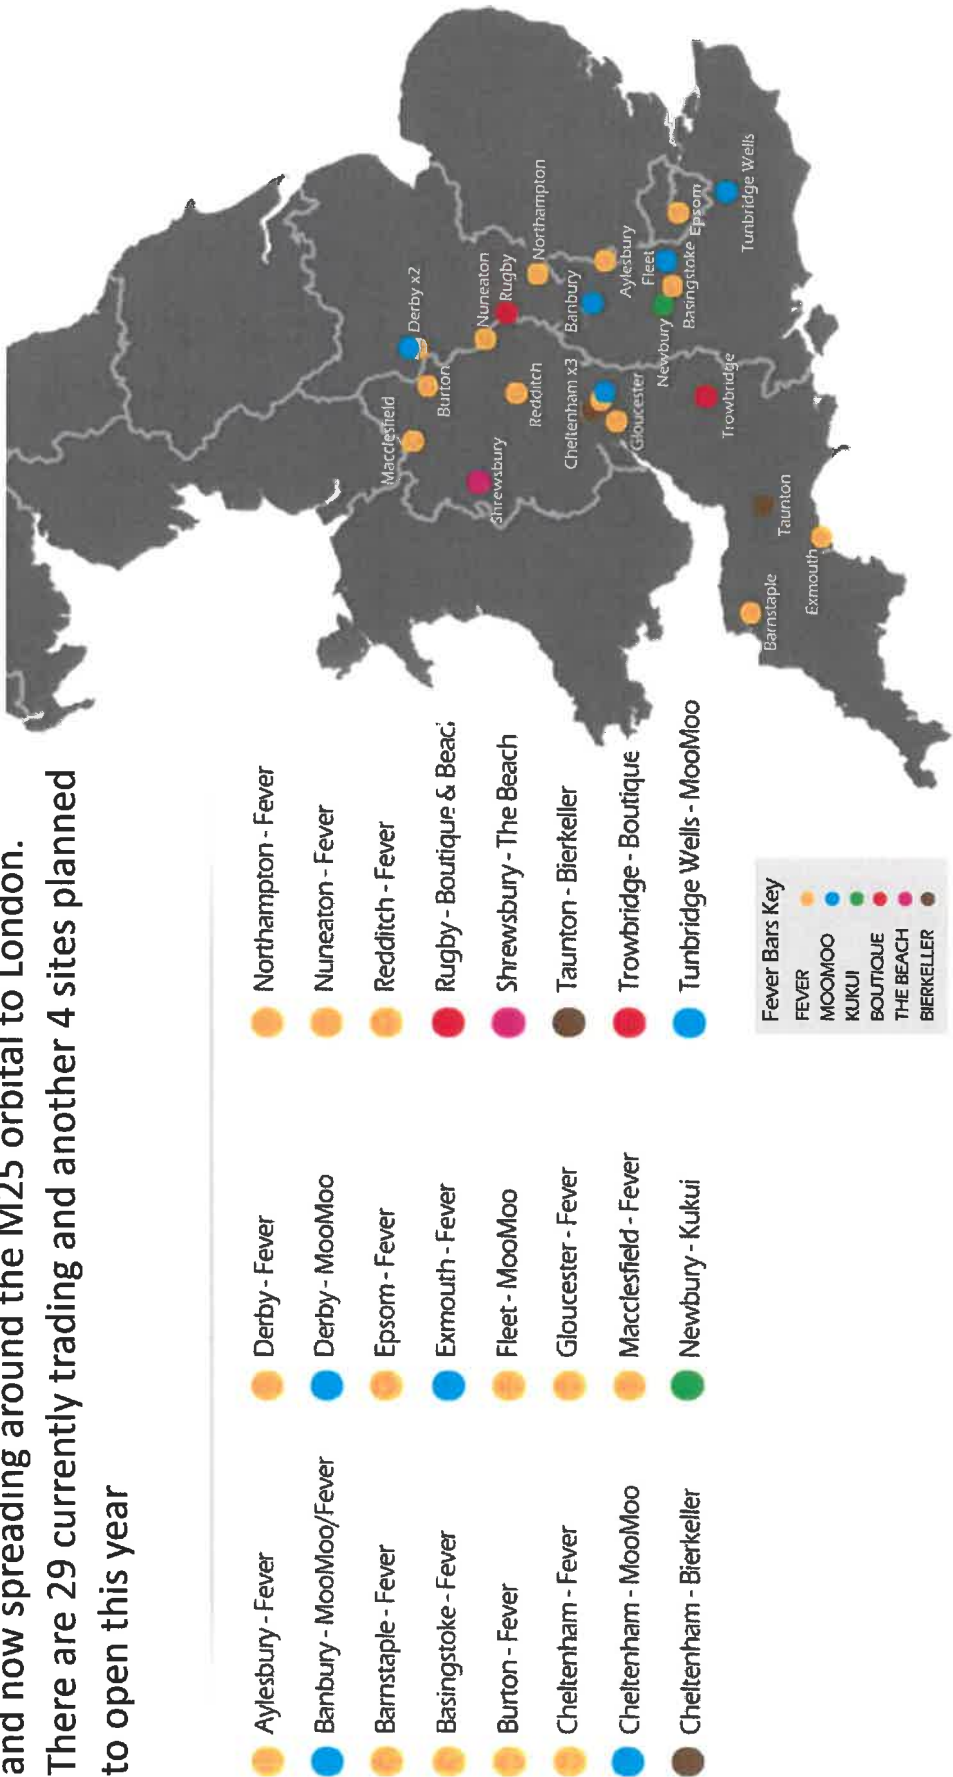 and now spreading around the M25 orbital to London.
There are 29 currently trading and another 4 sites planned
to open this year
Aylesbury - Fever
Banbury - MooMoo/Fever
Barnstaple - Fever
Basingstoke - Fever
Burton - Fever
Cheltenham - Fever
Cheltenham - MooMoo
Cheltenham - Bierkeller
Derby - Fever
Derby - MooMoo
Epsom - Fever
Exmouth - Fever
Fleet - MooMoo
Gloucester - Fever
Macclesfield - Fever
Newbury - Kukui
Northampton - Fever
Nuneaton - Fever
Redditch - Fever
Rugby - Boutique & Beac
Shrewsbury - The Beach
Taunton - Bierkeller
Trowbridge - Boutique
Tunbridge Wells - MooMoo
Fever Bars Key
FEVER
MOOMOO
KUKUI
BOUTIQUE
THE BEACH
BIERKELLER
Macclesfield
Derby x2
Burton
Shrewsbury
Nuneaton
Rugby
Redditch
Northampton
Cheltenham x3
Banbury
Gloucester
Aylesbury
Fleet
Newbury
Basingstoke
Epsom
Trowbridge
Tunbridge Wells
Barnstaple
Taunton
Exmouth